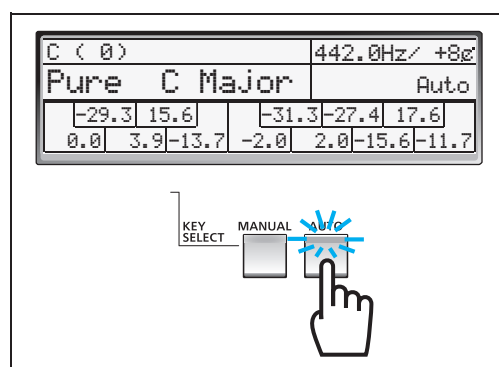 C ( 0) 442.0Hz/ +8¢
Pure C Major Auto
-29.3 15.6 -31.3 -27.4 17.6
0.0 3.9 -13.7 -2.0 2.0 -15.6 -11.7
KEY SELECT MANUAL AUTO